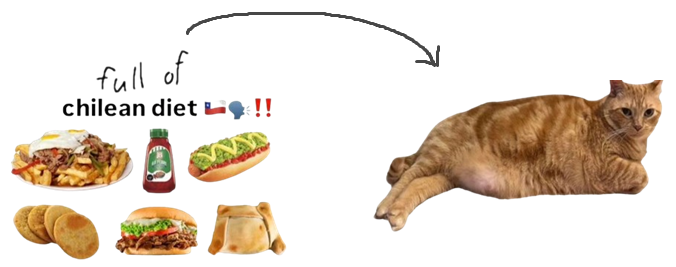 full of
chilean diet 🇨🇱🗣️‼️